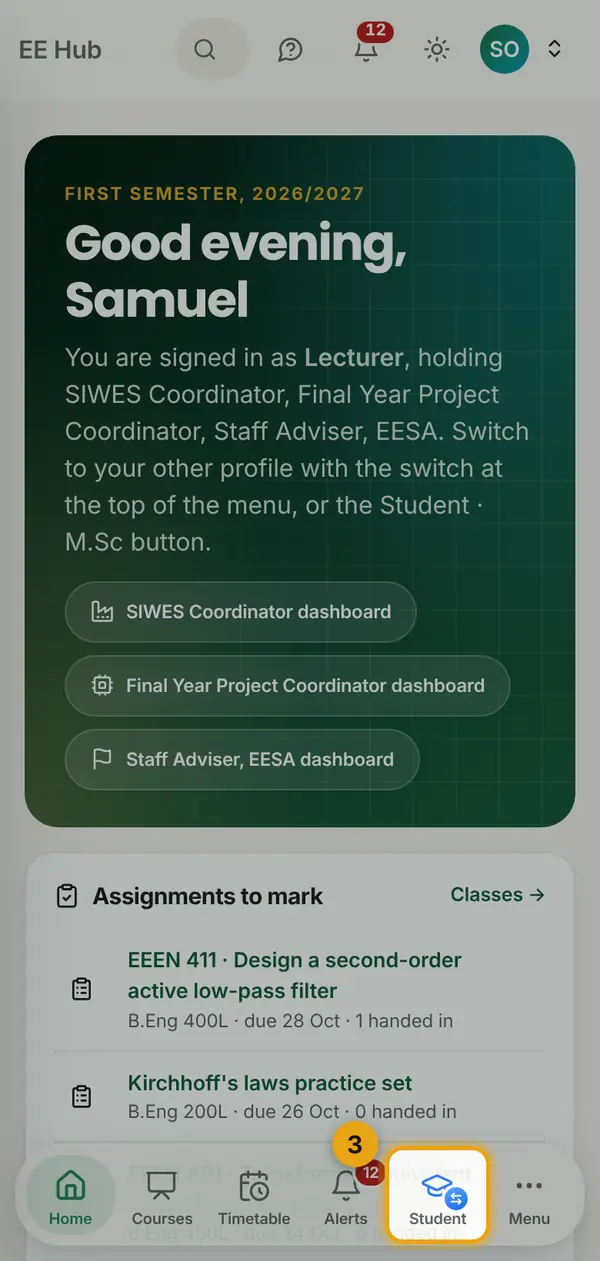 EE Hub
12
SO
FIRST SEMESTER, 2026/2027
Good evening,
Samuel
You are signed in as Lecturer, holding
SIWES Coordinator, Final Year Project
Coordinator, Staff Adviser, EESA. Switch
to your other profile with the switch at
the top of the menu, or the Student ·
M.Sc button.
SIWES Coordinator dashboard
Final Year Project Coordinator dashboard
Staff Adviser, EESA dashboard
Assignments to mark
Classes →
EEEN 411 · Design a second-order
active low-pass filter
B.Eng 400L · due 28 Oct · 1 handed in
Kirchhoff's laws practice set
B.Eng 200L · due 26 Oct · 0 handed in
3
12
Home
Courses
Timetable
Alerts
Student
Menu